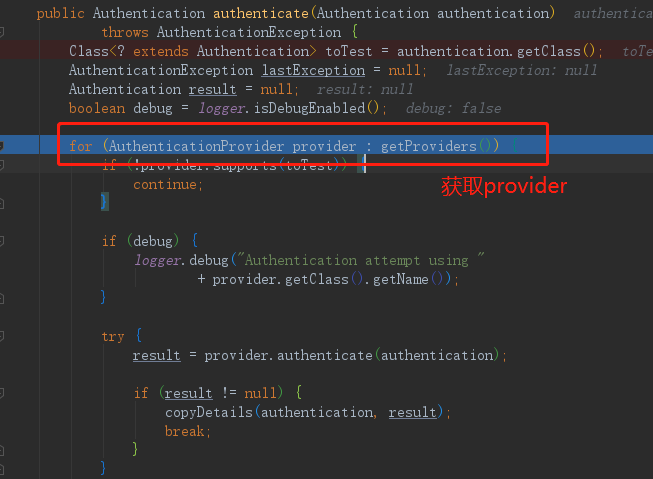 public Authentication authenticate(Authentication authentication) authentica
throws AuthenticationException {
Class<? extends Authentication> toTest = authentication.getClass(); toTe
AuthenticationException lastException = null; lastException: null
Authentication result = null; result: null
boolean debug = logger.isDebugEnabled(); debug: false
for (AuthenticationProvider provider : getProviders()) {
if (!provider.supports(toTest)) {
获取provider
continue;
}
if (debug) {
logger.debug("Authentication attempt using "
+ provider.getClass().getName());
}
try {
result = provider.authenticate(authentication);
if (result != null) {
copyDetails(authentication, result);
break;
}
}